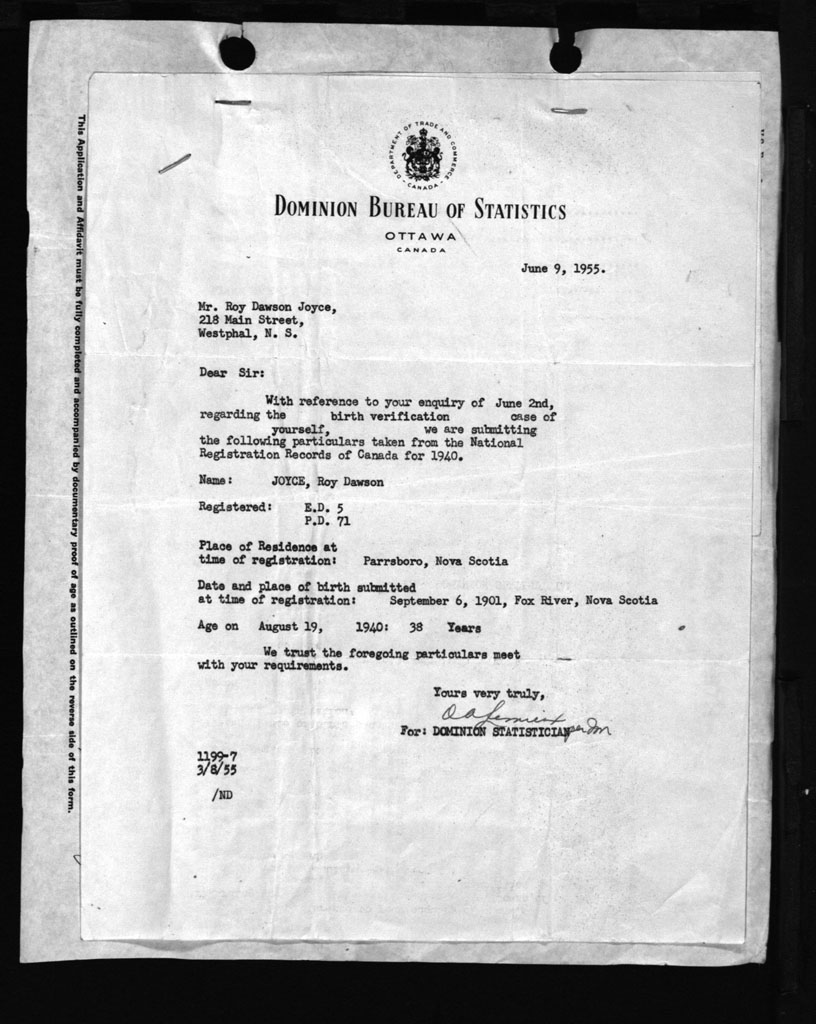 DEPARTMENT OF TRADE AND COMMERCE
CANADA
DOMINION BUREAU OF STATISTICS
OTTAWA
CANADA
June 9, 1955.
Mr. Roy Dawson Joyce,
218 Main Street,
Westphal, N. S.
Dear Sir:
With reference to your enquiry of June 2nd,
regarding the birth verification case of
yourself, we are submitting
the following particulars taken from the National
Registration Records of Canada for 1940.
Name: JOYCE, Roy Dawson
Registered: E.D. 5
P.D. 71
Place of Residence at
time of registration: Parrsboro, Nova Scotia
Date and place of birth submitted
at time of registration: September 6, 1901, Fox River, Nova Scotia
Age on August 19, 1940: 38 Years
We trust the foregoing particulars meet
with your requirements.
Yours very truly,
For: DOMINION STATISTICIAN per
1199-7
3/8/55
/ND
This Application and Affidavit must be fully completed and accompanied by documentary proof of age as outlined on the reverse side of this form.